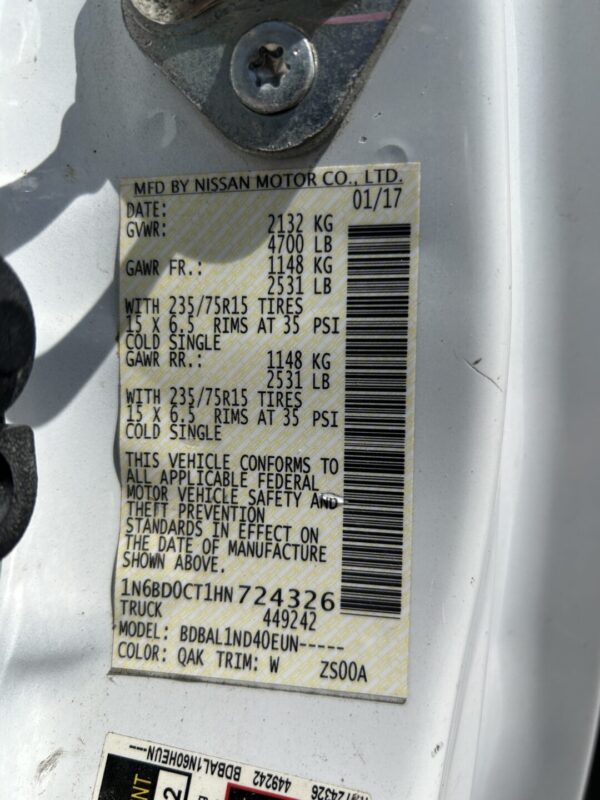 MFD BY NISSAN MOTOR CO., LTD.
DATE: 01/17
GVWR: 2132 KG
4700 LB
GAWR FR.: 1148 KG
2531 LB
WITH 235/75R15 TIRES
15 X 6.5 RIMS AT 35 PSI
COLD SINGLE
GAWR RR.: 1148 KG
2531 LB
WITH 235/75R15 TIRES
15 X 6.5 RIMS AT 35 PSI
COLD SINGLE
THIS VEHICLE CONFORMS TO
ALL APPLICABLE FEDERAL
MOTOR VEHICLE SAFETY AND
THEFT PREVENTION
STANDARDS IN EFFECT ON
THE DATE OF MANUFACTURE
SHOWN ABOVE.
1N6BD0CT1HN724326
TRUCK 449242
MODEL: BDBAL1ND40EUN-----
COLOR: QAK TRIM: W ZS00A
449242 BDBAL1N60HEUN---